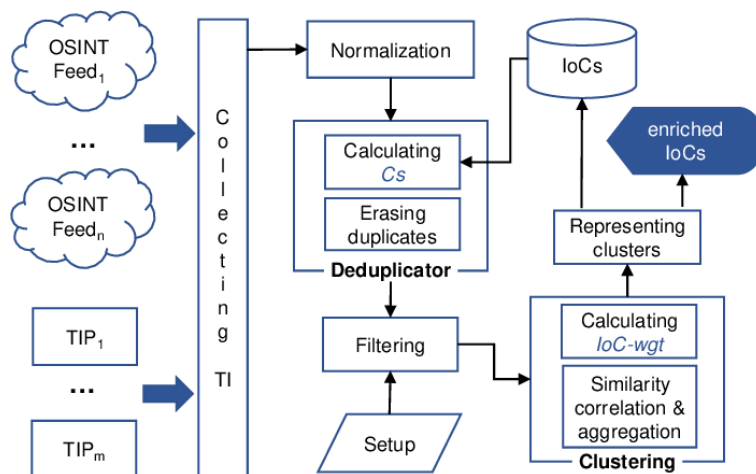 OSINT
Feed1
...
OSINT
Feedn
TIP1
...
TIPm
Collecting
TI
Normalization
Calculating
Cs
Erasing
duplicates
Deduplicator
Filtering
Setup
IoCs
enriched
IoCs
Representing
clusters
Calculating
IoC-wgt
Similarity
correlation &
aggregation
Clustering